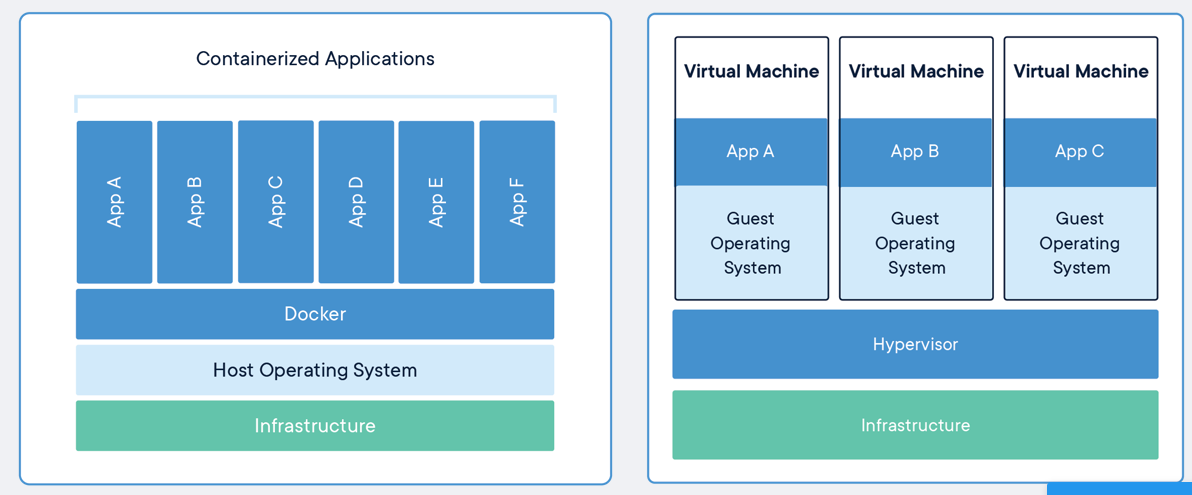 Containerized Applications
App A
App B
App C
App D
App E
App F
Docker
Host Operating System
Infrastructure
Virtual Machine
App A
Guest
Operating
System
Virtual Machine
App B
Guest
Operating
System
Virtual Machine
App C
Guest
Operating
System
Hypervisor
Infrastructure